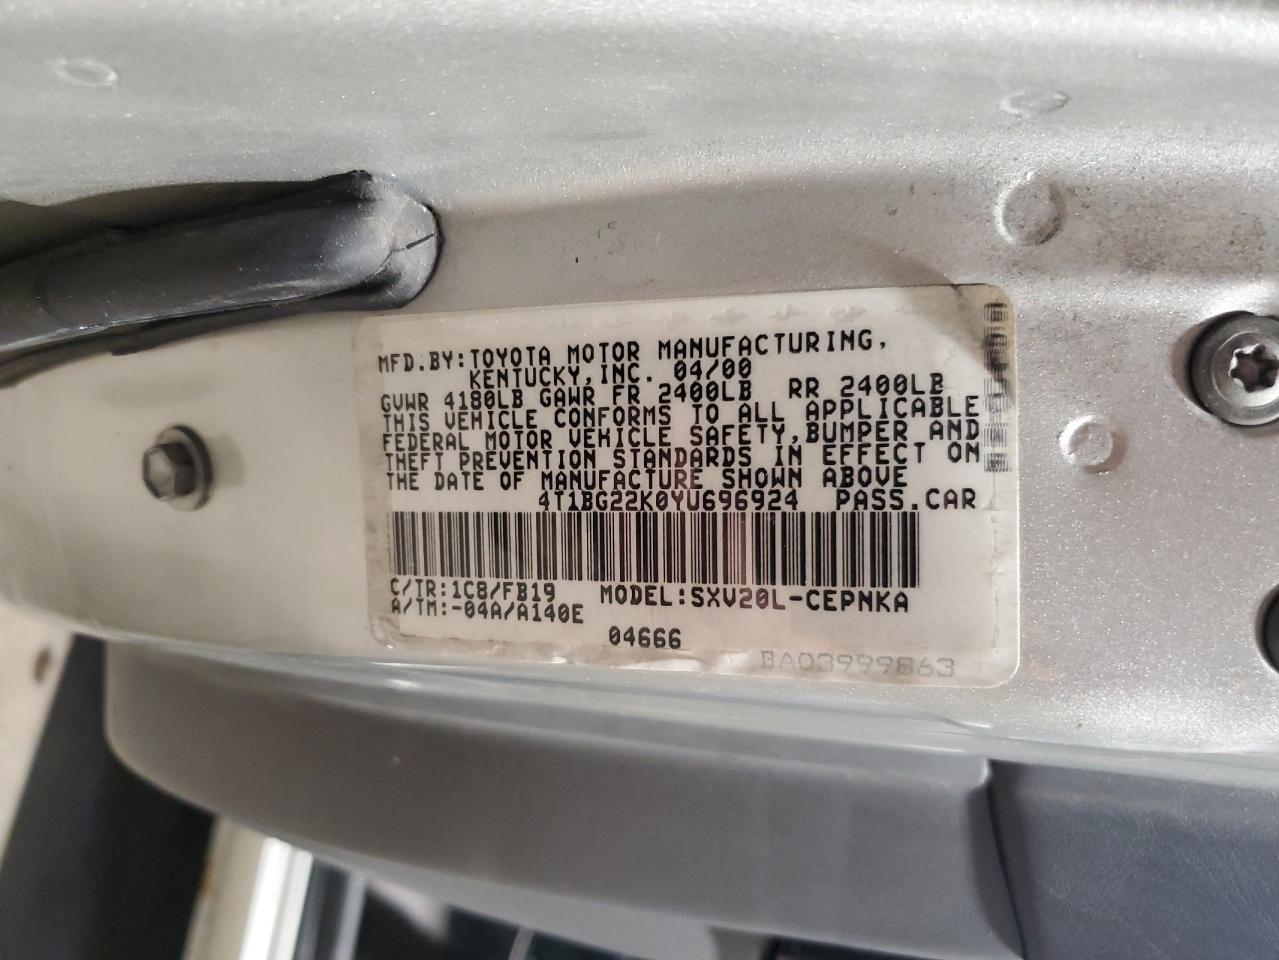 MFD.BY:TOYOTA MOTOR MANUFACTURING,
KENTUCKY,INC. 04/00
GVWR 4180LB GAWR FR 2400LB RR 2400LB
THIS VEHICLE CONFORMS TO ALL APPLICABLE
FEDERAL MOTOR VEHICLE SAFETY,BUMPER AND
THEFT PREVENTION STANDARDS IN EFFECT ON
THE DATE OF MANUFACTURE SHOWN ABOVE
4T1BG22K0YU696924 PASS.CAR
C/TR:1C8/FB19 MODEL:SXV20L-CEPNKA
A/TM:-04A/A140E
04666
BA03999863